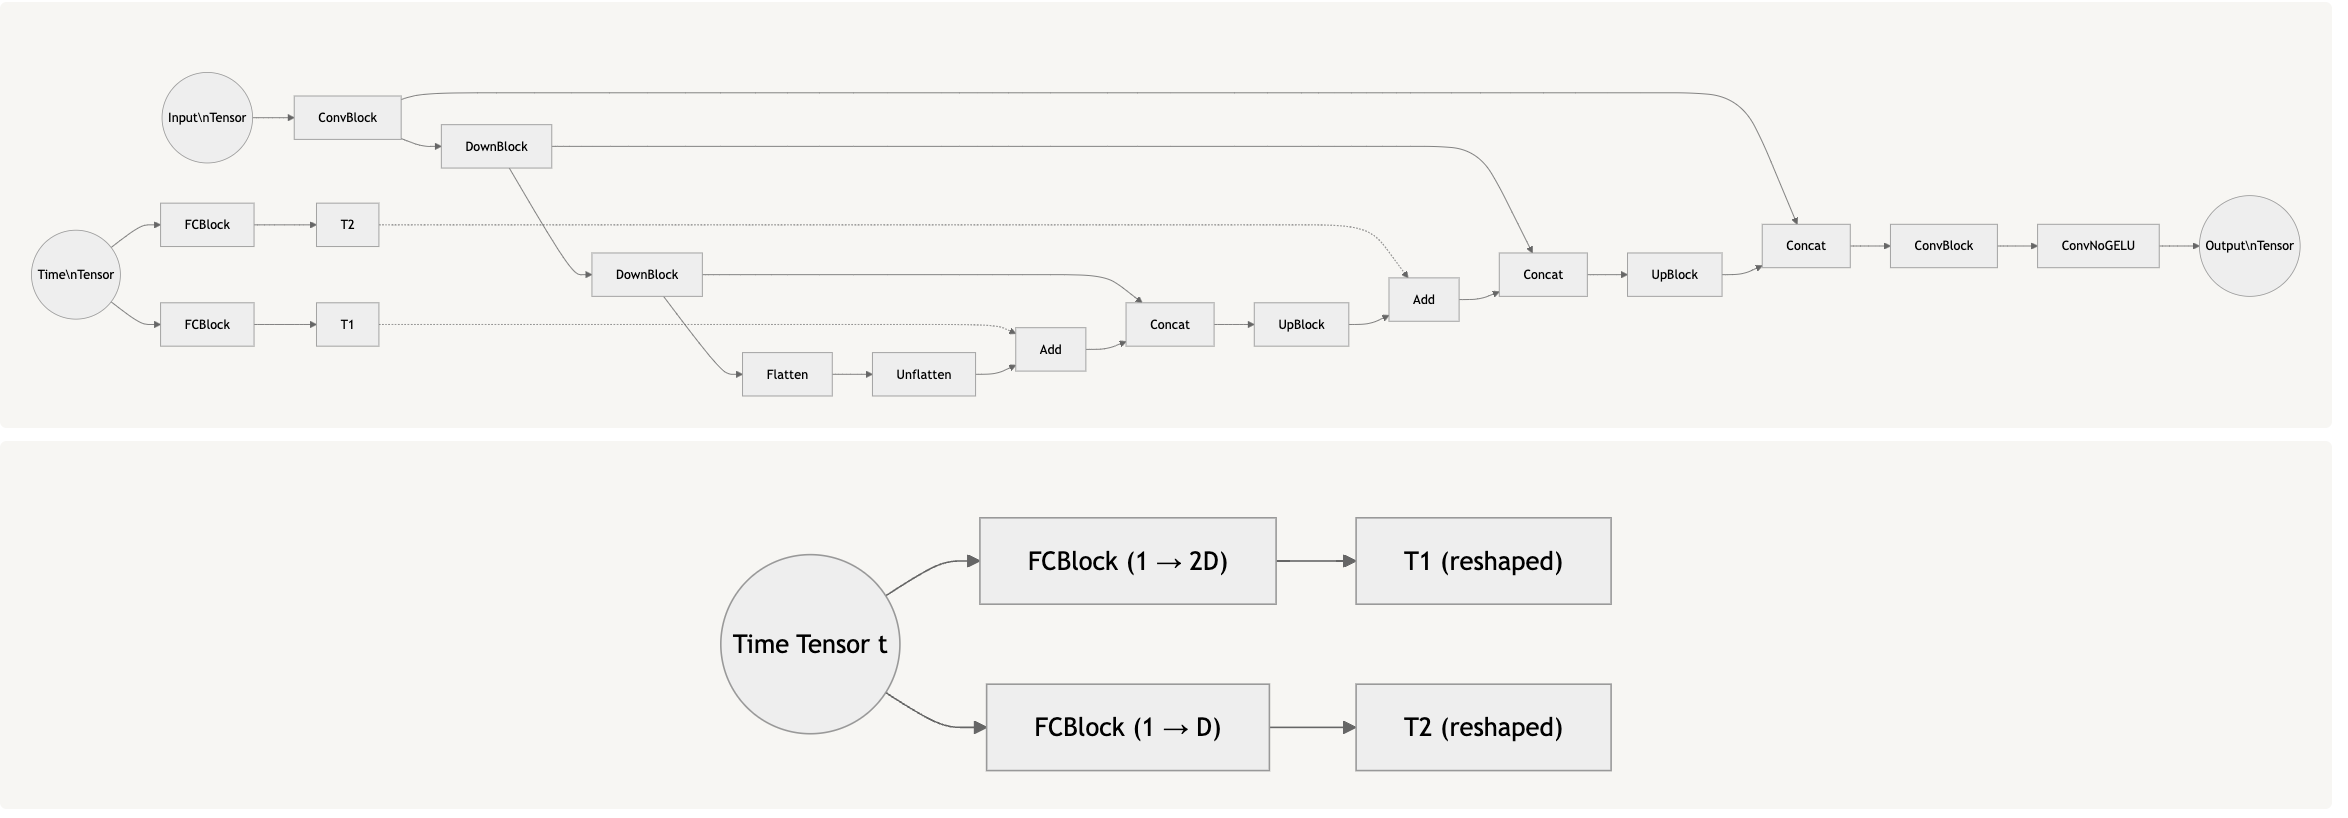 Input\nTensor
ConvBlock
DownBlock
FCBlock
T2
Time\nTensor
FCBlock
T1
DownBlock
Flatten
Unflatten
Add
Concat
UpBlock
Add
Concat
UpBlock
Concat
ConvBlock
ConvNoGELU
Output\nTensor
Time Tensor t
FCBlock (1 → 2D)
T1 (reshaped)
FCBlock (1 → D)
T2 (reshaped)